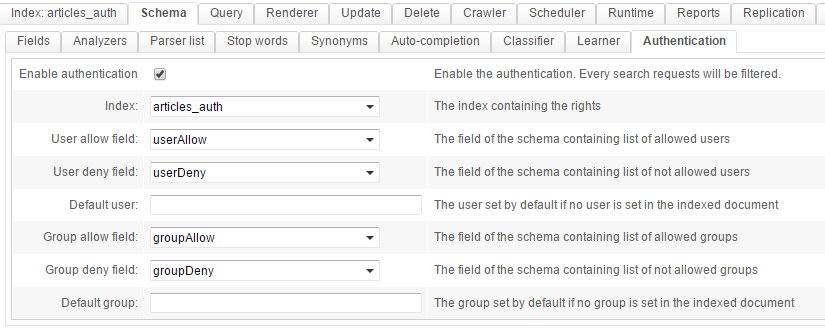 Index: articles_auth Schema Query Renderer Update Delete Crawler Scheduler Runtime Reports Replication
Fields Analyzers Parser list Stop words Synonyms Auto-completion Classifier Learner Authentication
Enable authentication Enable the authentication. Every search requests will be filtered.
Index: articles_auth The index containing the rights
User allow field: userAllow The field of the schema containing list of allowed users
User deny field: userDeny The field of the schema containing list of not allowed users
Default user: The user set by default if no user is set in the indexed document
Group allow field: groupAllow The field of the schema containing list of allowed groups
Group deny field: groupDeny The field of the schema containing list of not allowed groups
Default group: The group set by default if no group is set in the indexed document